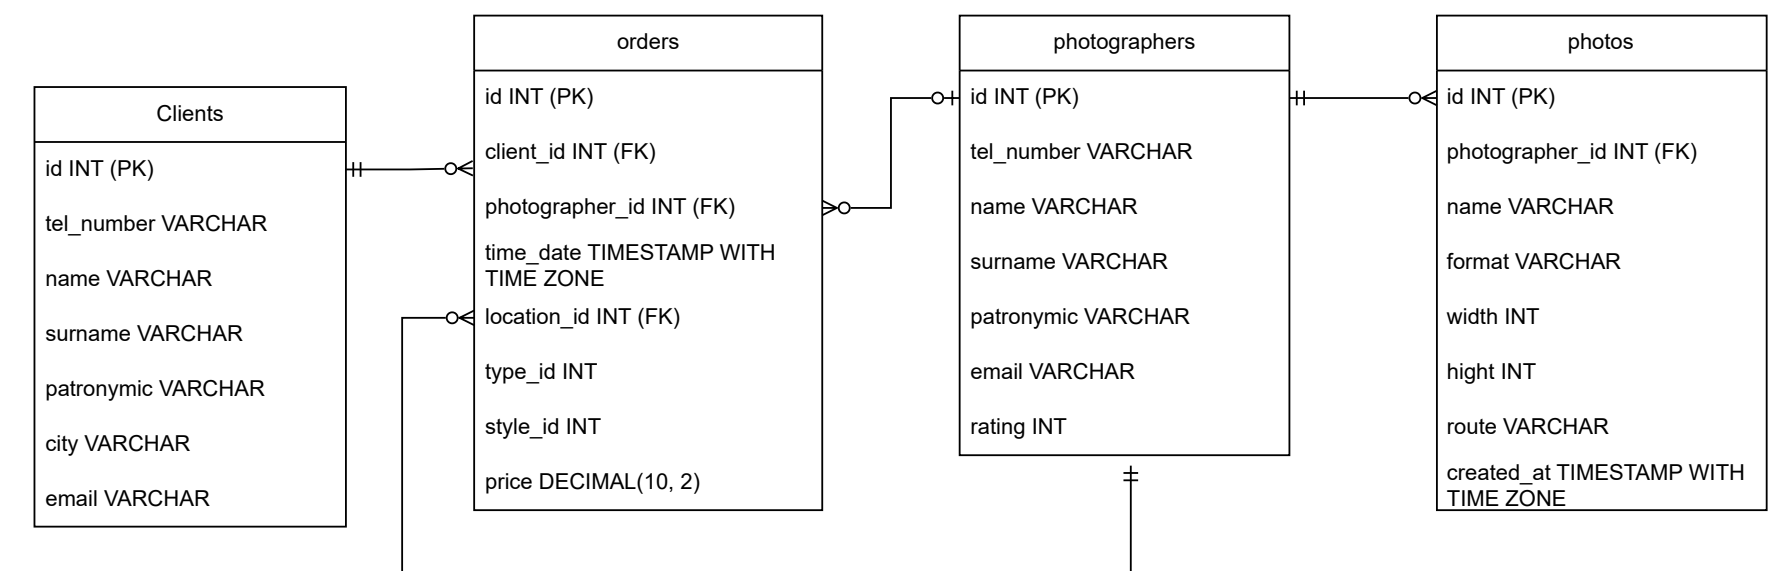 Clients
id INT (PK)
tel_number VARCHAR
name VARCHAR
surname VARCHAR
patronymic VARCHAR
city VARCHAR
email VARCHAR
orders
id INT (PK)
client_id INT (FK)
photographer_id INT (FK)
time_date TIMESTAMP WITH
TIME ZONE
location_id INT (FK)
type_id INT
style_id INT
price DECIMAL(10, 2)
photographers
id INT (PK)
tel_number VARCHAR
name VARCHAR
surname VARCHAR
patronymic VARCHAR
email VARCHAR
rating INT
photos
id INT (PK)
photographer_id INT (FK)
name VARCHAR
format VARCHAR
width INT
hight INT
route VARCHAR
created_at TIMESTAMP WITH
TIME ZONE